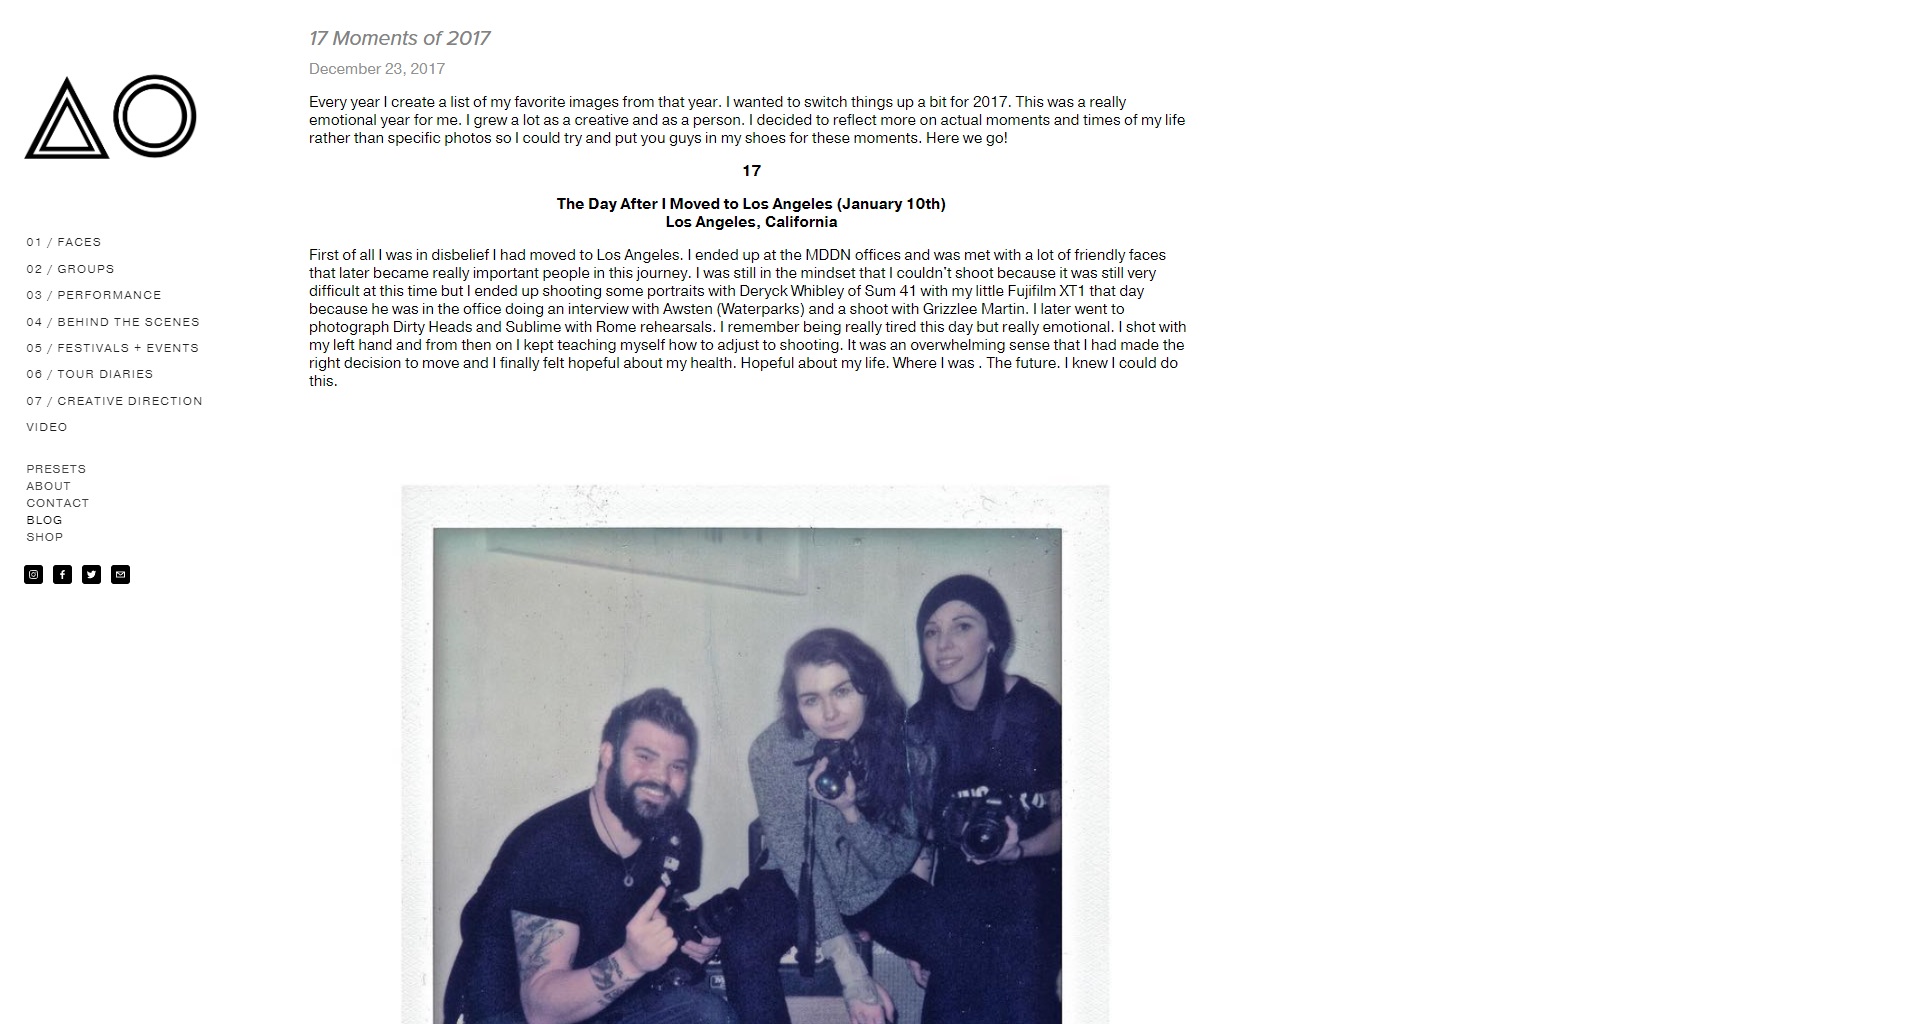 17 Moments of 2017
December 23, 2017
Every year I create a list of my favorite images from that year. I wanted to switch things up a bit for 2017. This was a really
emotional year for me. I grew a lot as a creative and as a person. I decided to reflect more on actual moments and times of my life
rather than specific photos so I could try and put you guys in my shoes for these moments. Here we go!
17
The Day After I Moved to Los Angeles (January 10th)
Los Angeles, California
First of all I was in disbelief I had moved to Los Angeles. I ended up at the MDDN offices and was met with a lot of friendly faces
that later became really important people in this journey. I was still in the mindset that I couldn't shoot because it was still very
difficult at this time but I ended up shooting some portraits with Deryck Whibley of Sum 41 with my little Fujifilm XT1 that day
because he was in the office doing an interview with Awsten (Waterparks) and a shoot with Grizzlee Martin. I later went to
photograph Dirty Heads and Sublime with Rome rehearsals. I remember being really tired this day but really emotional. I shot with
my left hand and from then on I kept teaching myself how to adjust to shooting. It was an overwhelming sense that I had made the
right decision to move and I finally felt hopeful about my health. Hopeful about my life. Where I was . The future. I knew I could do
this.
01 / FACES
02 / GROUPS
03 / PERFORMANCE
04 / BEHIND THE SCENES
05 / FESTIVALS + EVENTS
06 / TOUR DIARIES
07 / CREATIVE DIRECTION
VIDEO
PRESETS
ABOUT
CONTACT
BLOG
SHOP